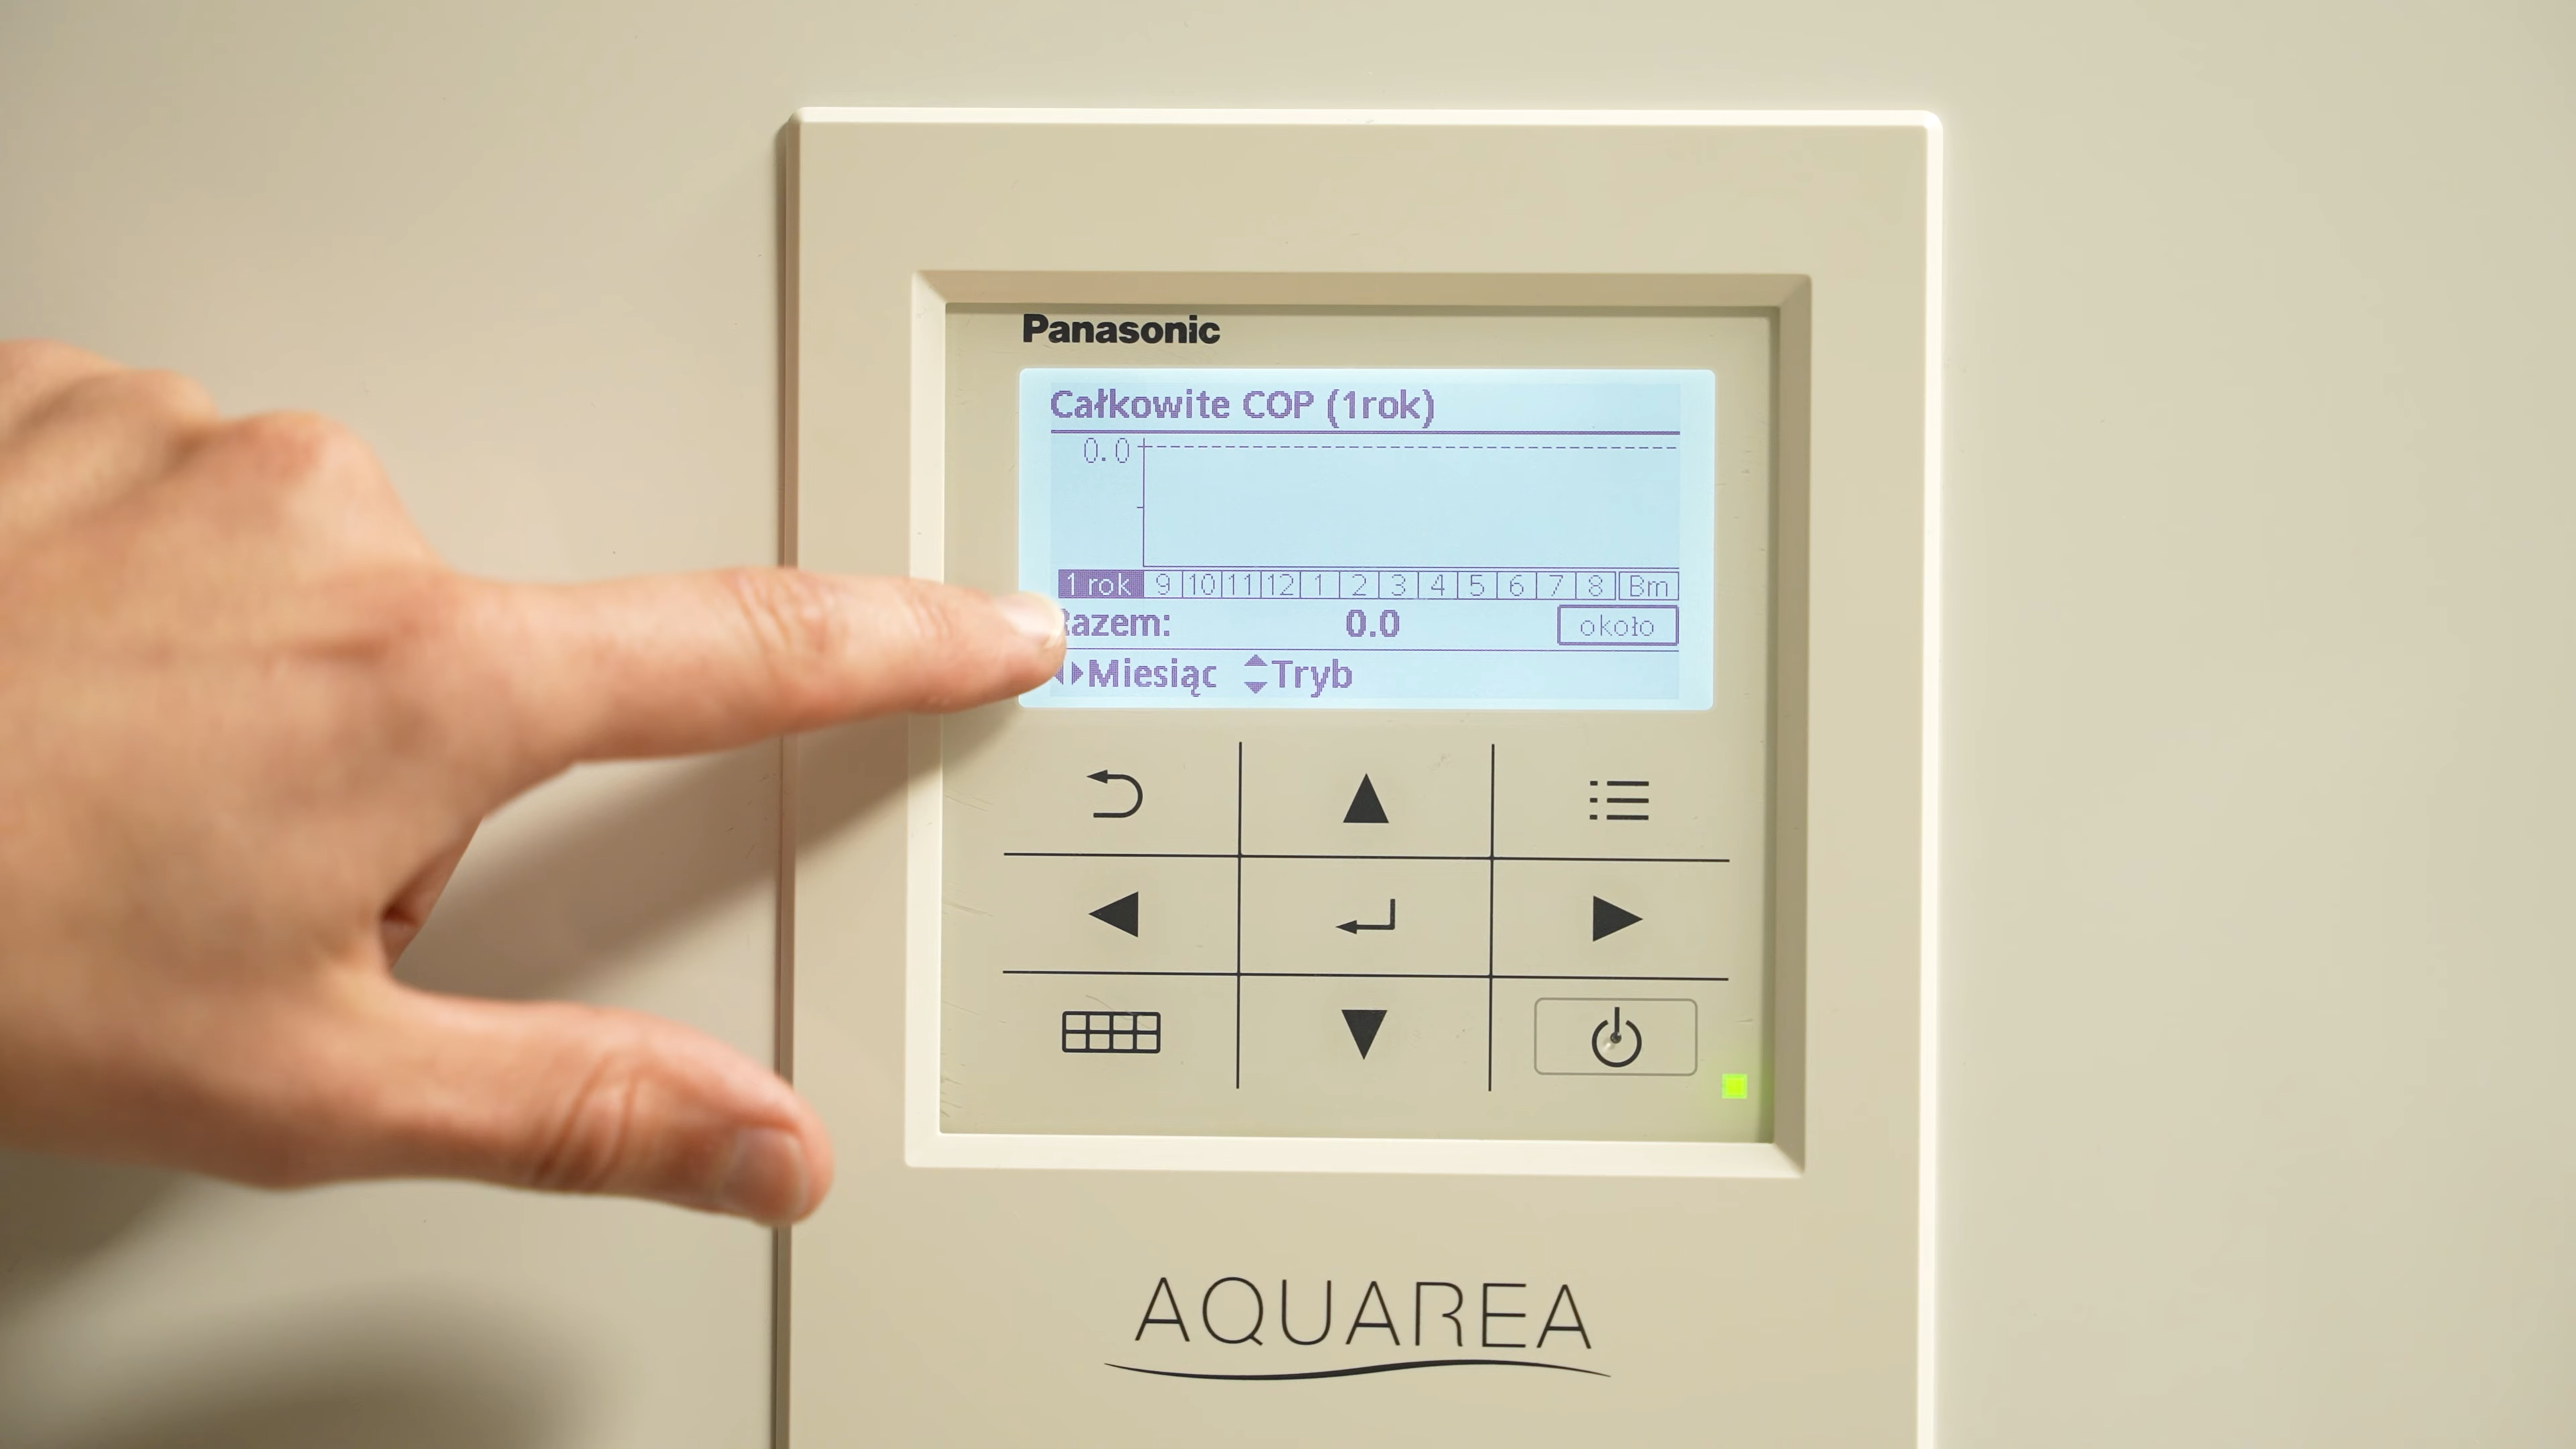 Panasonic
Całkowite COP (1rok)
0.0
1 rok 9 10 11 12 1 2 3 4 5 6 7 8 Bm
Razem: 0.0 około
Miesiąc Tryb
AQUAREA